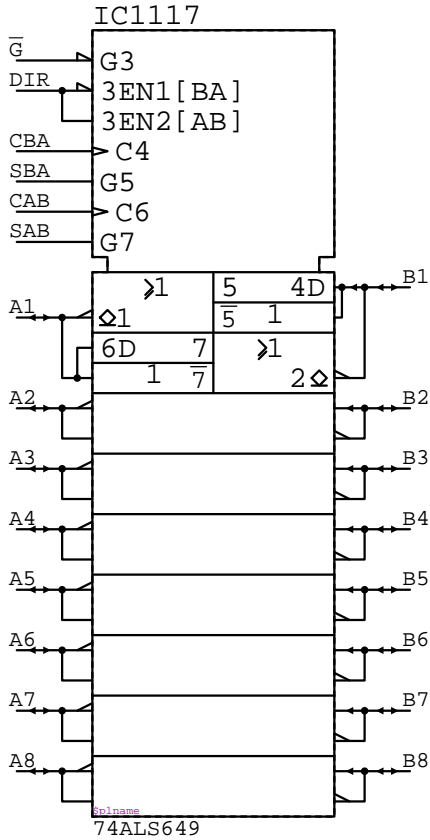 IC1117
G̅ G3
DIR 3EN1[BA]
3EN2[AB]
CBA C4
SBA G5
CAB C6
SAB G7
A1 ≥1 5 4D B1
◇1 5̅ 1
6D 7 ≥1
1 7̅ 2◇
A2 B2
A3 B3
A4 B4
A5 B5
A6 B6
A7 B7
A8 B8
$plname
74ALS649